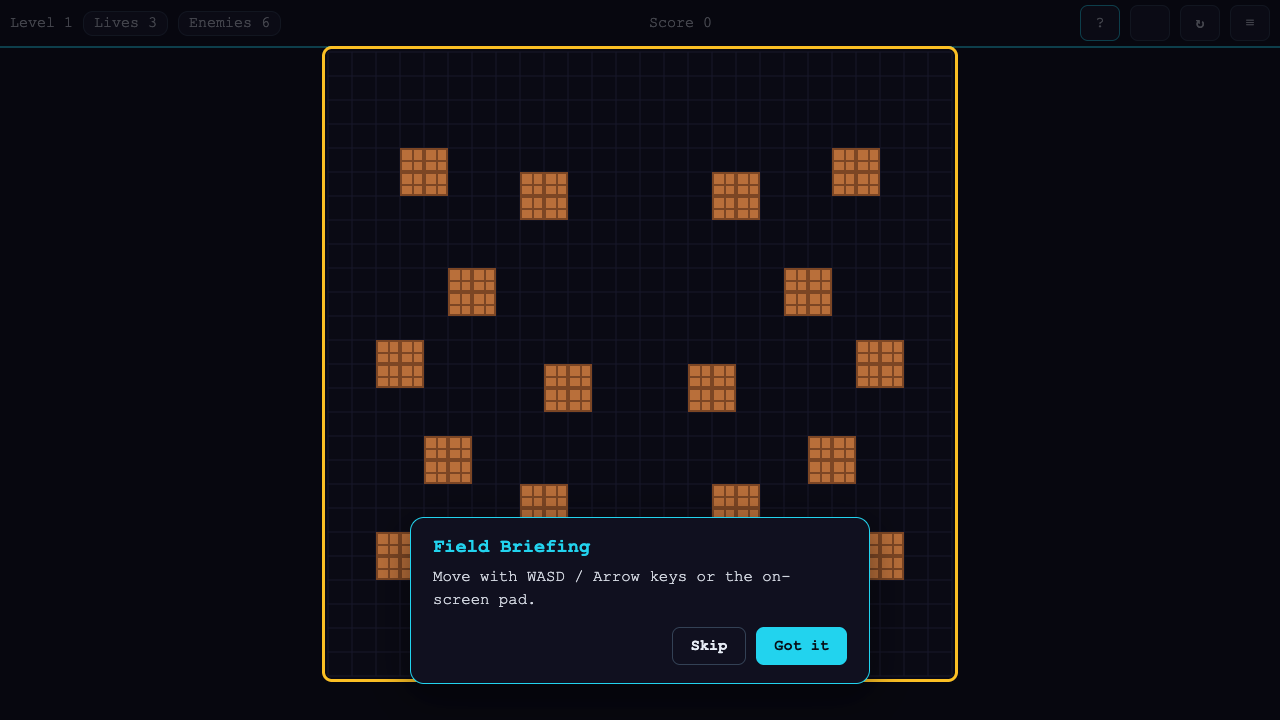 Level 1 Lives 3 Enemies 6 Score 0 ? ↻ ≡
Field Briefing
Move with WASD / Arrow keys or the on-
screen pad.
Skip Got it